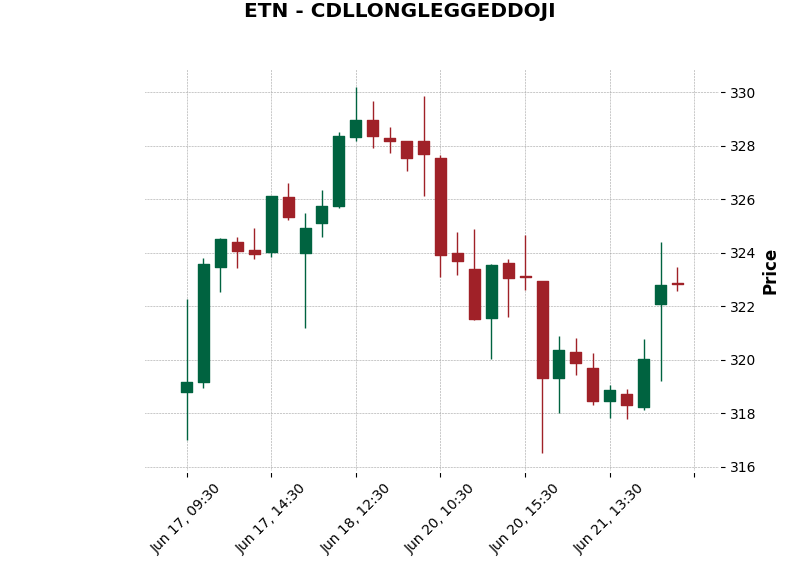 ETN - CDLLONGLEGGEDDOJI
330
328
326
324
322
320
318
316
Price
Jun 17, 09:30
Jun 17, 14:30
Jun 18, 12:30
Jun 20, 10:30
Jun 20, 15:30
Jun 21, 13:30